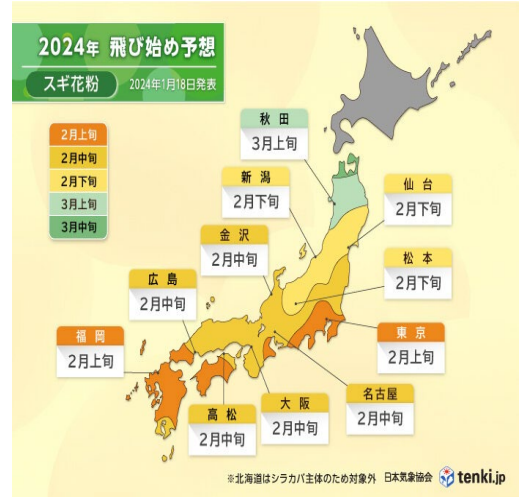 2024年 飛び始め予想
スギ花粉 2024年1月18日発表
2月上旬
2月中旬
2月下旬
3月上旬
3月中旬
秋田
3月上旬
新潟
2月下旬
仙台
2月下旬
金沢
2月中旬
松本
2月下旬
広島
2月中旬
福岡
2月上旬
東京
2月上旬
高松
2月中旬
大阪
2月中旬
名古屋
2月中旬
※北海道はシラカバ主体のため対象外 日本気象協会 tenki.jp